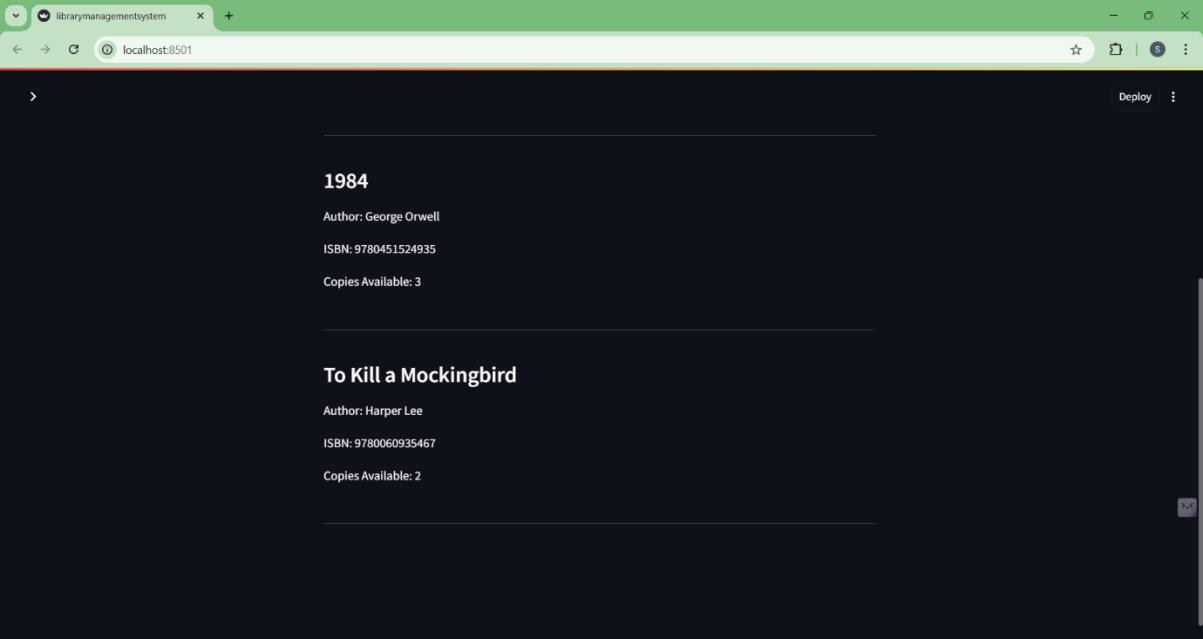 librarymanagementsystem
localhost:8501
Deploy
1984
Author: George Orwell
ISBN: 9780451524935
Copies Available: 3
To Kill a Mockingbird
Author: Harper Lee
ISBN: 9780060935467
Copies Available: 2
S